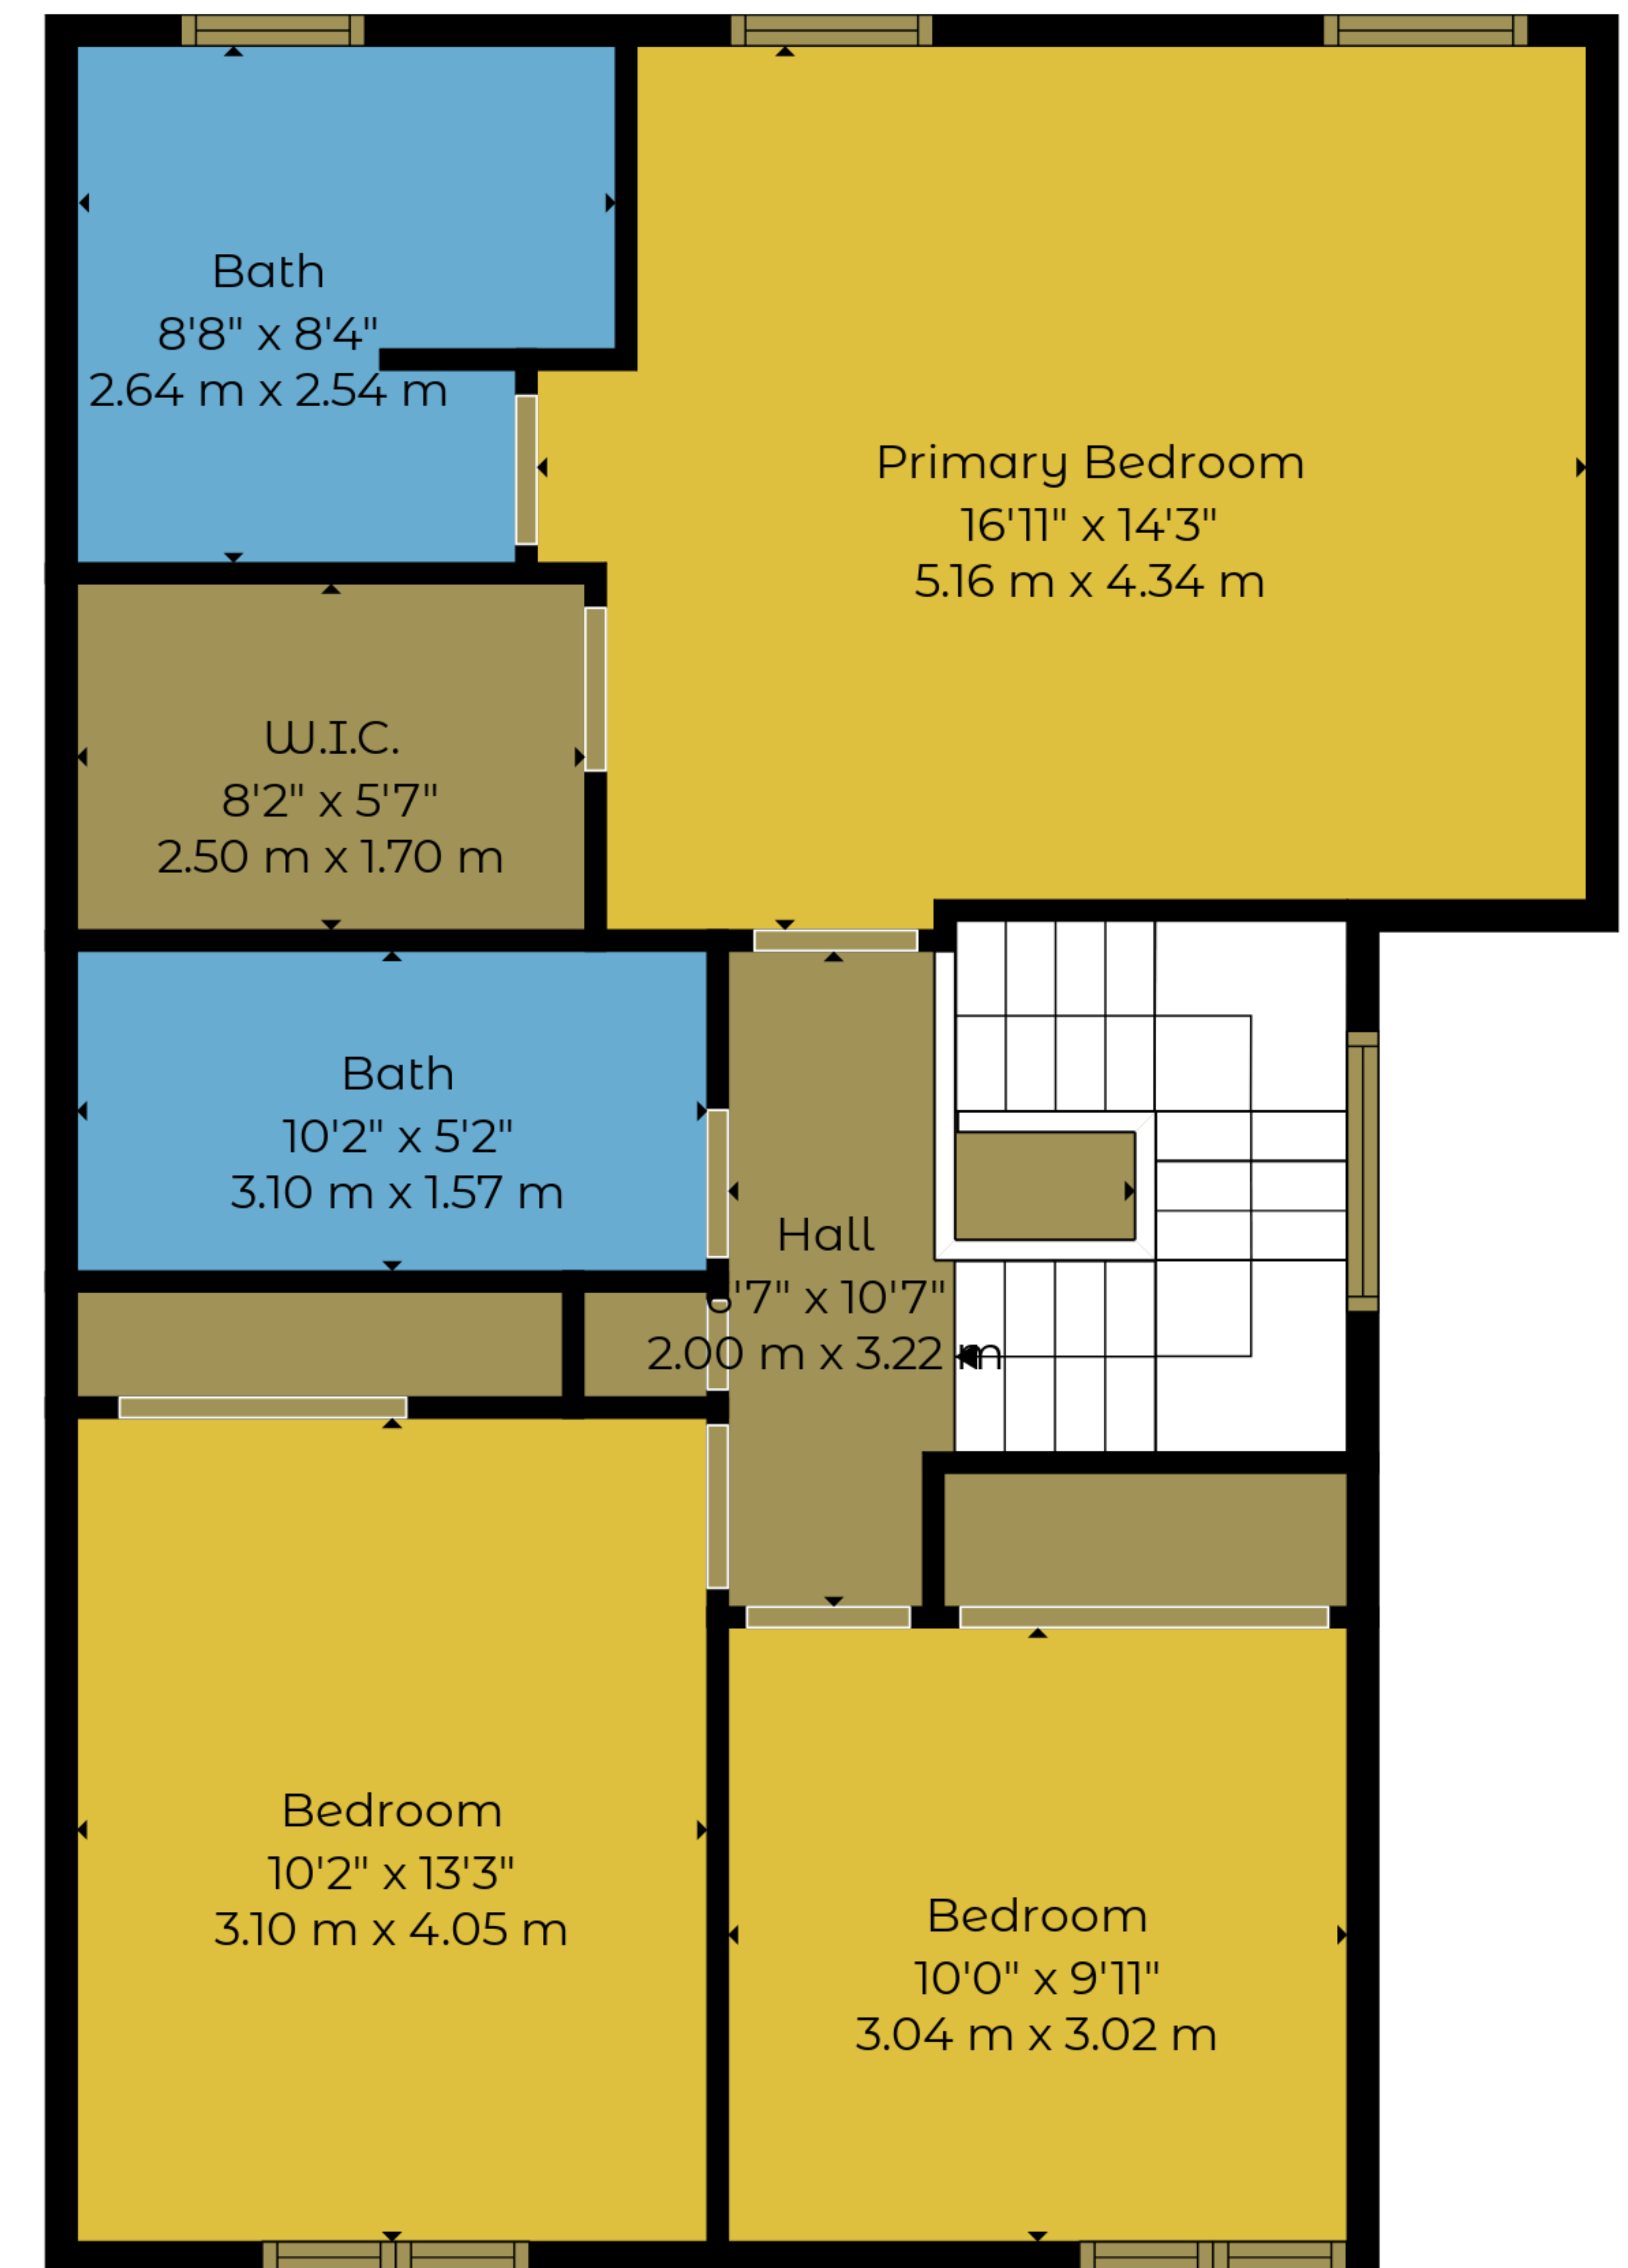 Bath
8'8" x 8'4"
2.64 m x 2.54 m
Primary Bedroom
16'11" x 14'3"
5.16 m x 4.34 m
W.I.C.
8'2" x 5'7"
2.50 m x 1.70 m
Bath
10'2" x 5'2"
3.10 m x 1.57 m
Hall
6'7" x 10'7"
2.00 m x 3.22 m
Bedroom
10'2" x 13'3"
3.10 m x 4.05 m
Bedroom
10'0" x 9'11"
3.04 m x 3.02 m